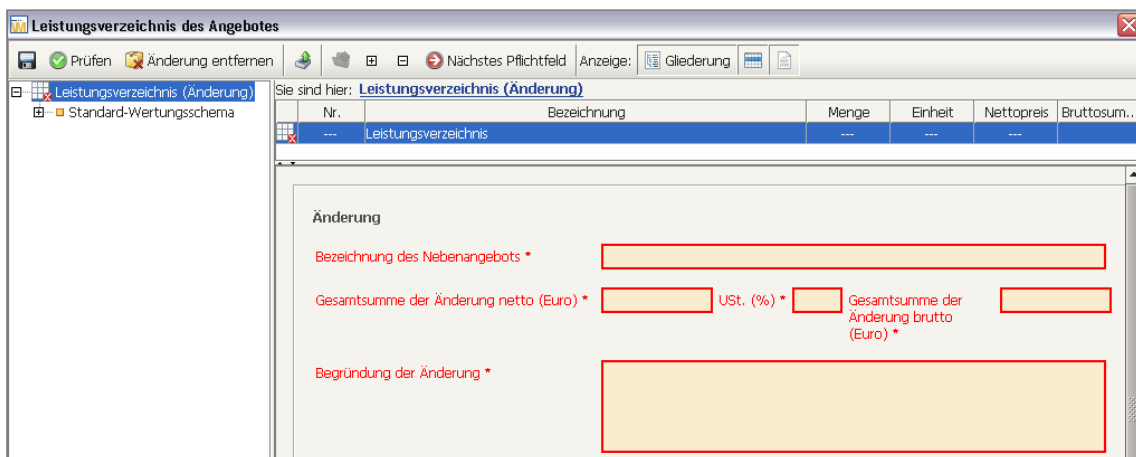 Leistungsverzeichnis des Angebotes
Prüfen Änderung entfernen Nächstes Pflichtfeld Anzeige: Gliederung
Leistungsverzeichnis (Änderung)
Standard-Wertungsschema
Sie sind hier: Leistungsverzeichnis (Änderung)
Nr. Bezeichnung Menge Einheit Nettopreis Bruttosum..
--- Leistungsverzeichnis --- --- ---
Änderung
Bezeichnung des Nebenangebots *
Gesamtsumme der Änderung netto (Euro) * USt. (%) * Gesamtsumme der
Änderung brutto
(Euro) *
Begründung der Änderung *